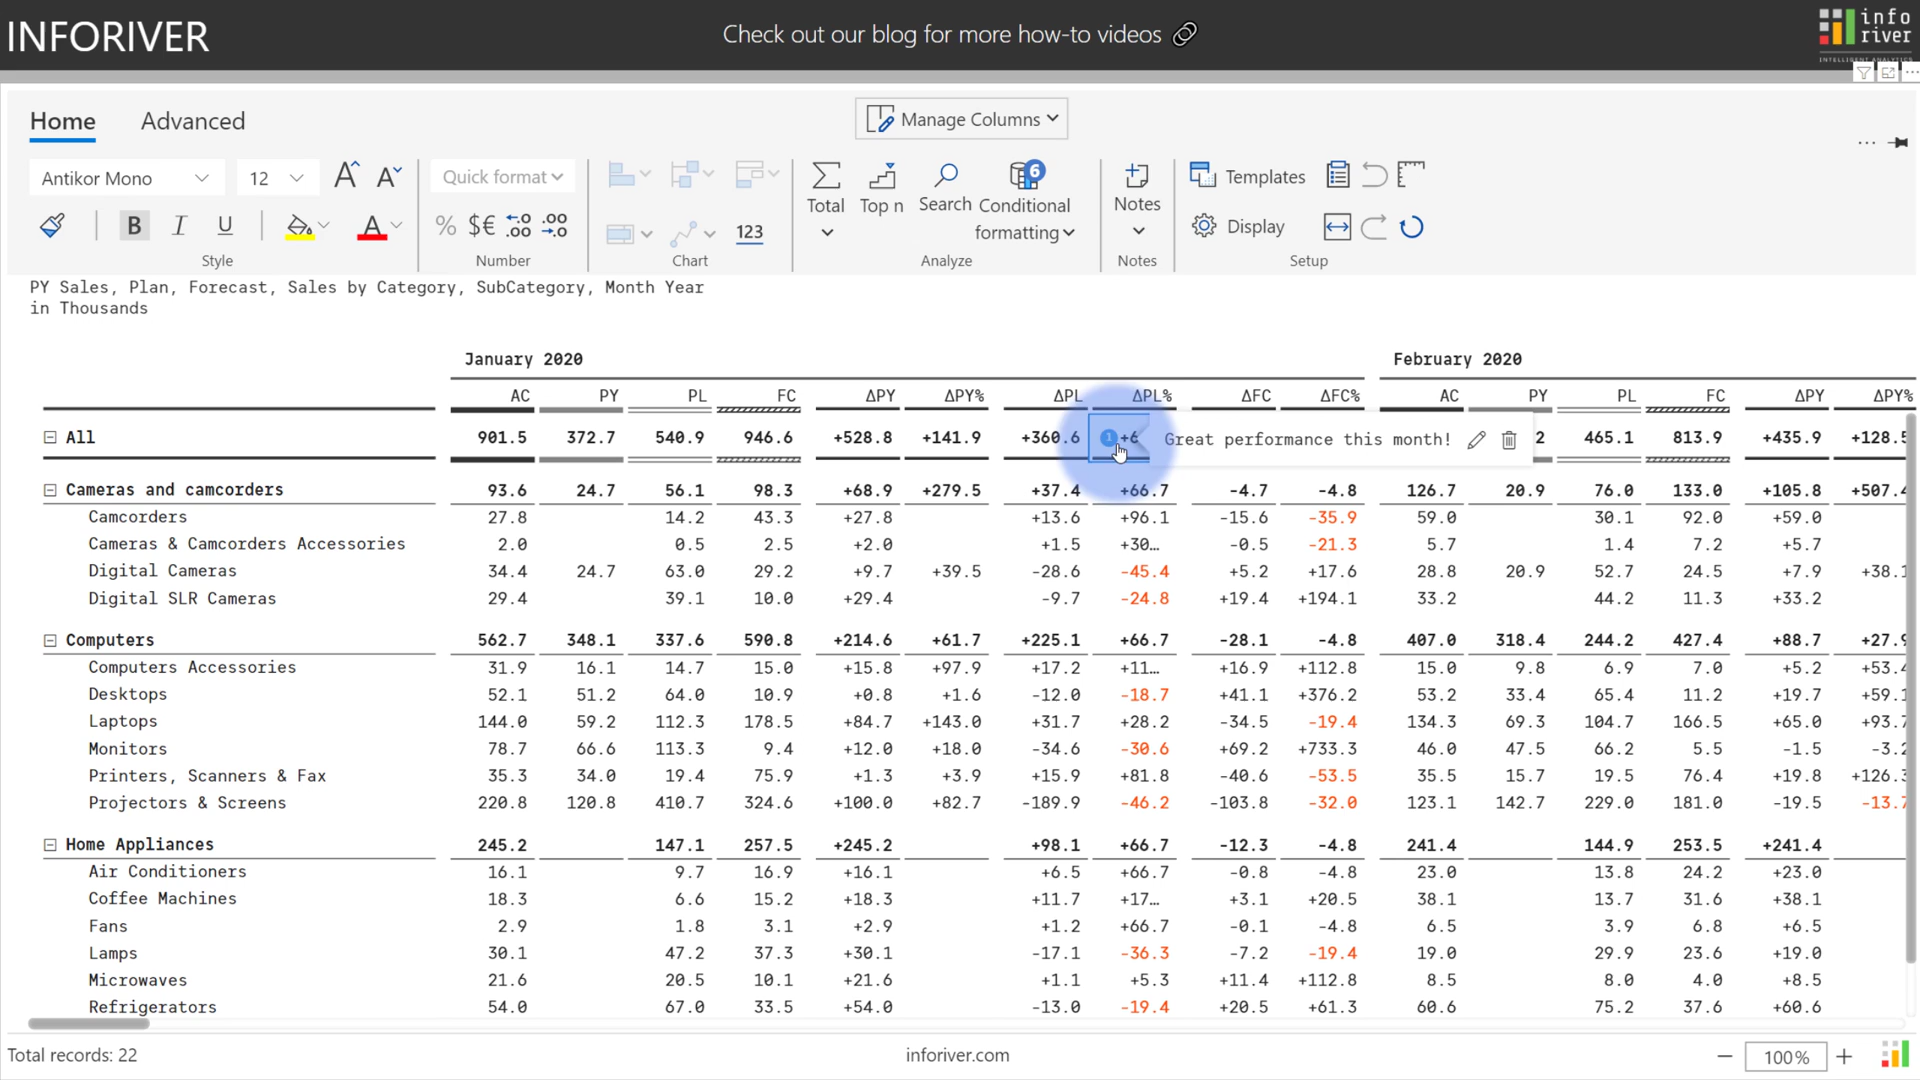 INFORIVER
Check out our blog for more how-to videos
info
river
INTELLIGENT ANALYTICS
Home Advanced
Manage Columns
Antikor Mono 12 A A Quick format
B I U A % $€ .00 .00 123
Total Top n Search Conditional formatting 6
Notes
Templates
Display
Style Number Chart Analyze Notes Setup
PY Sales, Plan, Forecast, Sales by Category, SubCategory, Month Year
in Thousands
January 2020 February 2020
AC PY PL FC ΔPY ΔPY% ΔPL ΔPL% ΔFC ΔFC% AC PY PL FC ΔPY ΔPY%
All 901.5 372.7 540.9 946.6 +528.8 +141.9 +360.6 1 +6 Great performance this month! 2 465.1 813.9 +435.9 +128.5
Cameras and camcorders 93.6 24.7 56.1 98.3 +68.9 +279.5 +37.4 +66.7 -4.7 -4.8 126.7 20.9 76.0 133.0 +105.8 +507.4
Camcorders 27.8 14.2 43.3 +27.8 +13.6 +96.1 -15.6 -35.9 59.0 30.1 92.0 +59.0
Cameras & Camcorders Accessories 2.0 0.5 2.5 +2.0 +1.5 +30… -0.5 -21.3 5.7 1.4 7.2 +5.7
Digital Cameras 34.4 24.7 63.0 29.2 +9.7 +39.5 -28.6 -45.4 +5.2 +17.6 28.8 20.9 52.7 24.5 +7.9 +38.1
Digital SLR Cameras 29.4 39.1 10.0 +29.4 -9.7 -24.8 +19.4 +194.1 33.2 44.2 11.3 +33.2
Computers 562.7 348.1 337.6 590.8 +214.6 +61.7 +225.1 +66.7 -28.1 -4.8 407.0 318.4 244.2 427.4 +88.7 +27.9
Computers Accessories 31.9 16.1 14.7 15.0 +15.8 +97.9 +17.2 +11… +16.9 +112.8 15.0 9.8 6.9 7.0 +5.2 +53.4
Desktops 52.1 51.2 64.0 10.9 +0.8 +1.6 -12.0 -18.7 +41.1 +376.2 53.2 33.4 65.4 11.2 +19.7 +59.1
Laptops 144.0 59.2 112.3 178.5 +84.7 +143.0 +31.7 +28.2 -34.5 -19.4 134.3 69.3 104.7 166.5 +65.0 +93.7
Monitors 78.7 66.6 113.3 9.4 +12.0 +18.0 -34.6 -30.6 +69.2 +733.3 46.0 47.5 66.2 5.5 -1.5 -3.2
Printers, Scanners & Fax 35.3 34.0 19.4 75.9 +1.3 +3.9 +15.9 +81.8 -40.6 -53.5 35.5 15.7 19.5 76.4 +19.8 +126.3
Projectors & Screens 220.8 120.8 410.7 324.6 +100.0 +82.7 -189.9 -46.2 -103.8 -32.0 123.1 142.7 229.0 181.0 -19.5 -13.7
Home Appliances 245.2 147.1 257.5 +245.2 +98.1 +66.7 -12.3 -4.8 241.4 144.9 253.5 +241.4
Air Conditioners 16.1 9.7 16.9 +16.1 +6.5 +66.7 -0.8 -4.8 23.0 13.8 24.2 +23.0
Coffee Machines 18.3 6.6 15.2 +18.3 +11.7 +17… +3.1 +20.5 38.1 13.7 31.6 +38.1
Fans 2.9 1.8 3.1 +2.9 +1.2 +66.7 -0.1 -4.8 6.5 3.9 6.8 +6.5
Lamps 30.1 47.2 37.3 +30.1 -17.1 -36.3 -7.2 -19.4 19.0 29.9 23.6 +19.0
Microwaves 21.6 20.5 10.1 +21.6 +1.1 +5.3 +11.4 +112.8 8.5 8.0 4.0 +8.5
Refrigerators 54.0 67.0 33.5 +54.0 -13.0 -19.4 +20.5 +61.3 60.6 75.2 37.6 +60.6
Total records: 22 inforiver.com 100%